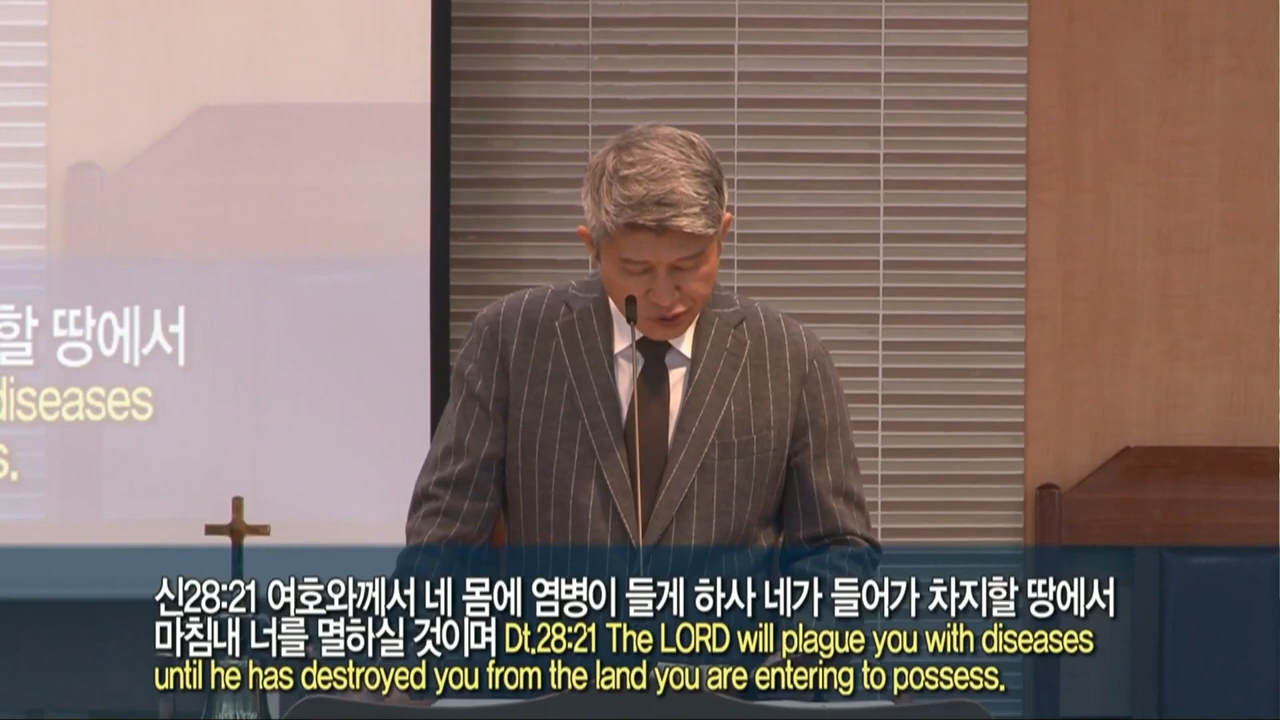 할 땅에서
diseases
s.
신28:21 여호와께서 네 몸에 염병이 들게 하사 네가 들어가 차지할 땅에서
마침내 너를 멸하실 것이며 Dt.28:21 The LORD will plague you with diseases
until he has destroyed you from the land you are entering to possess.